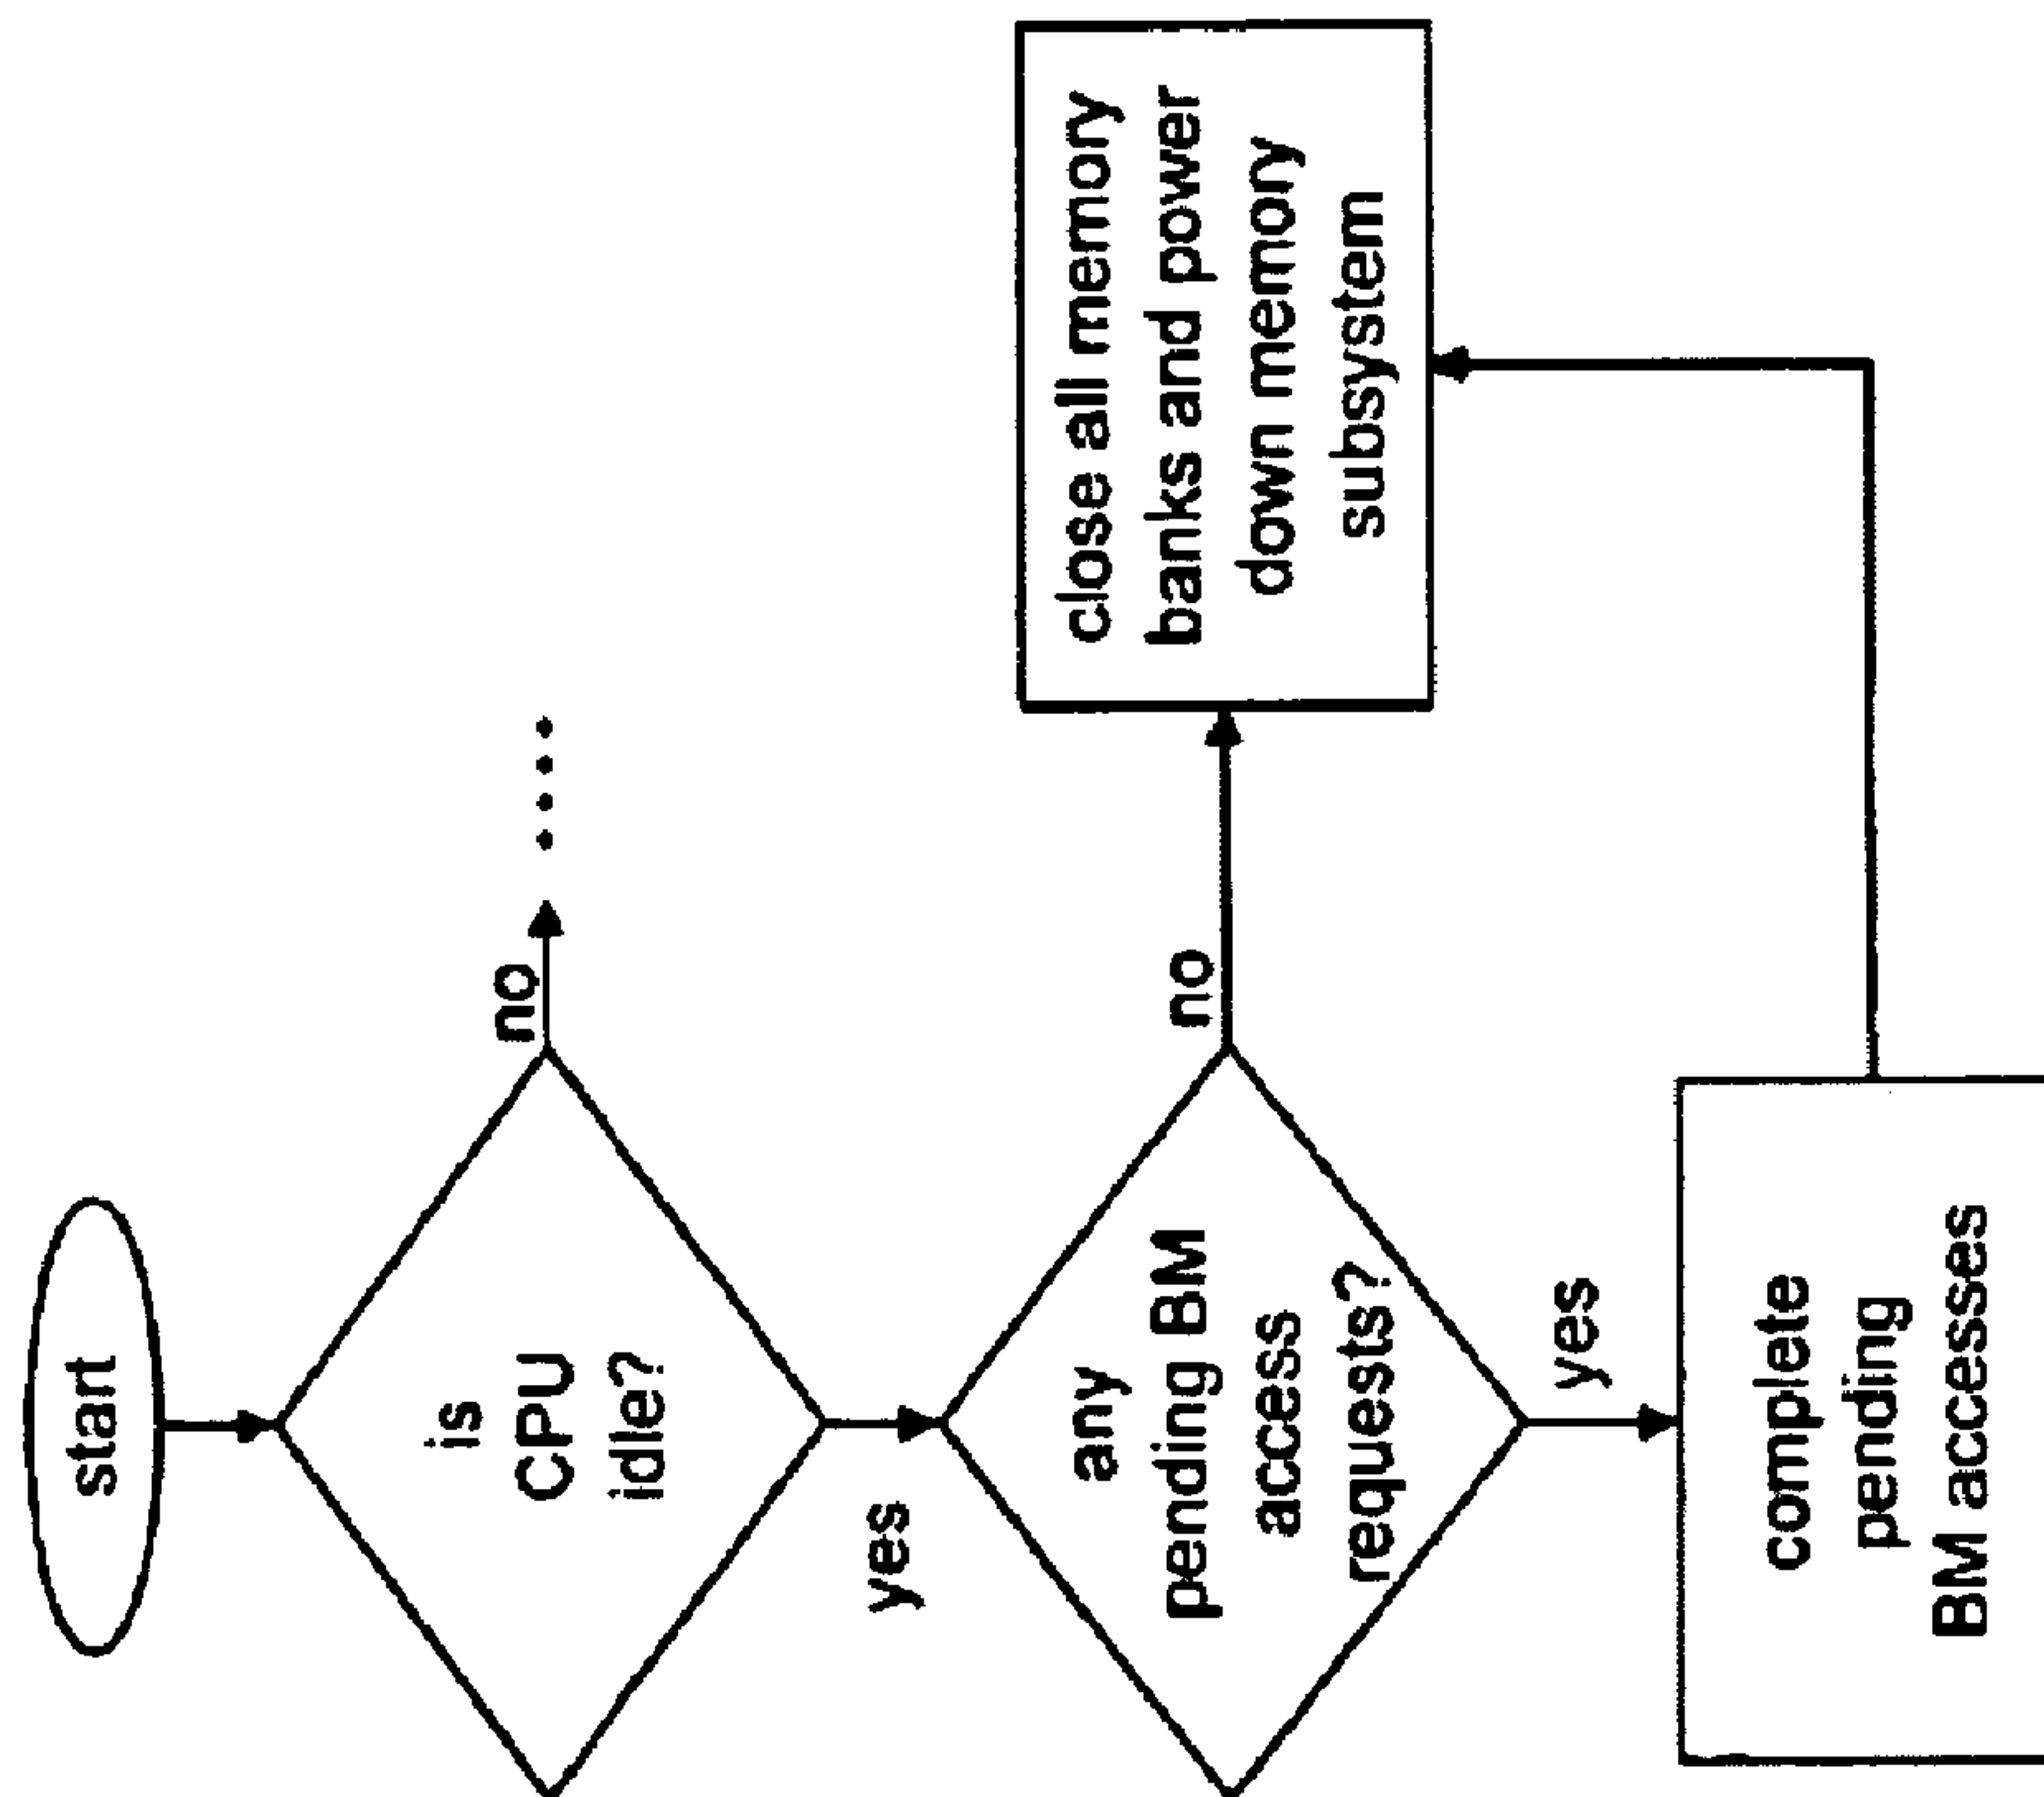 start
is
CPU
idle?
no
yes
any
pending BM
access
requests?
no
close all memory
banks and power
down memory
subsystem
yes
complete
pending
BM accesses